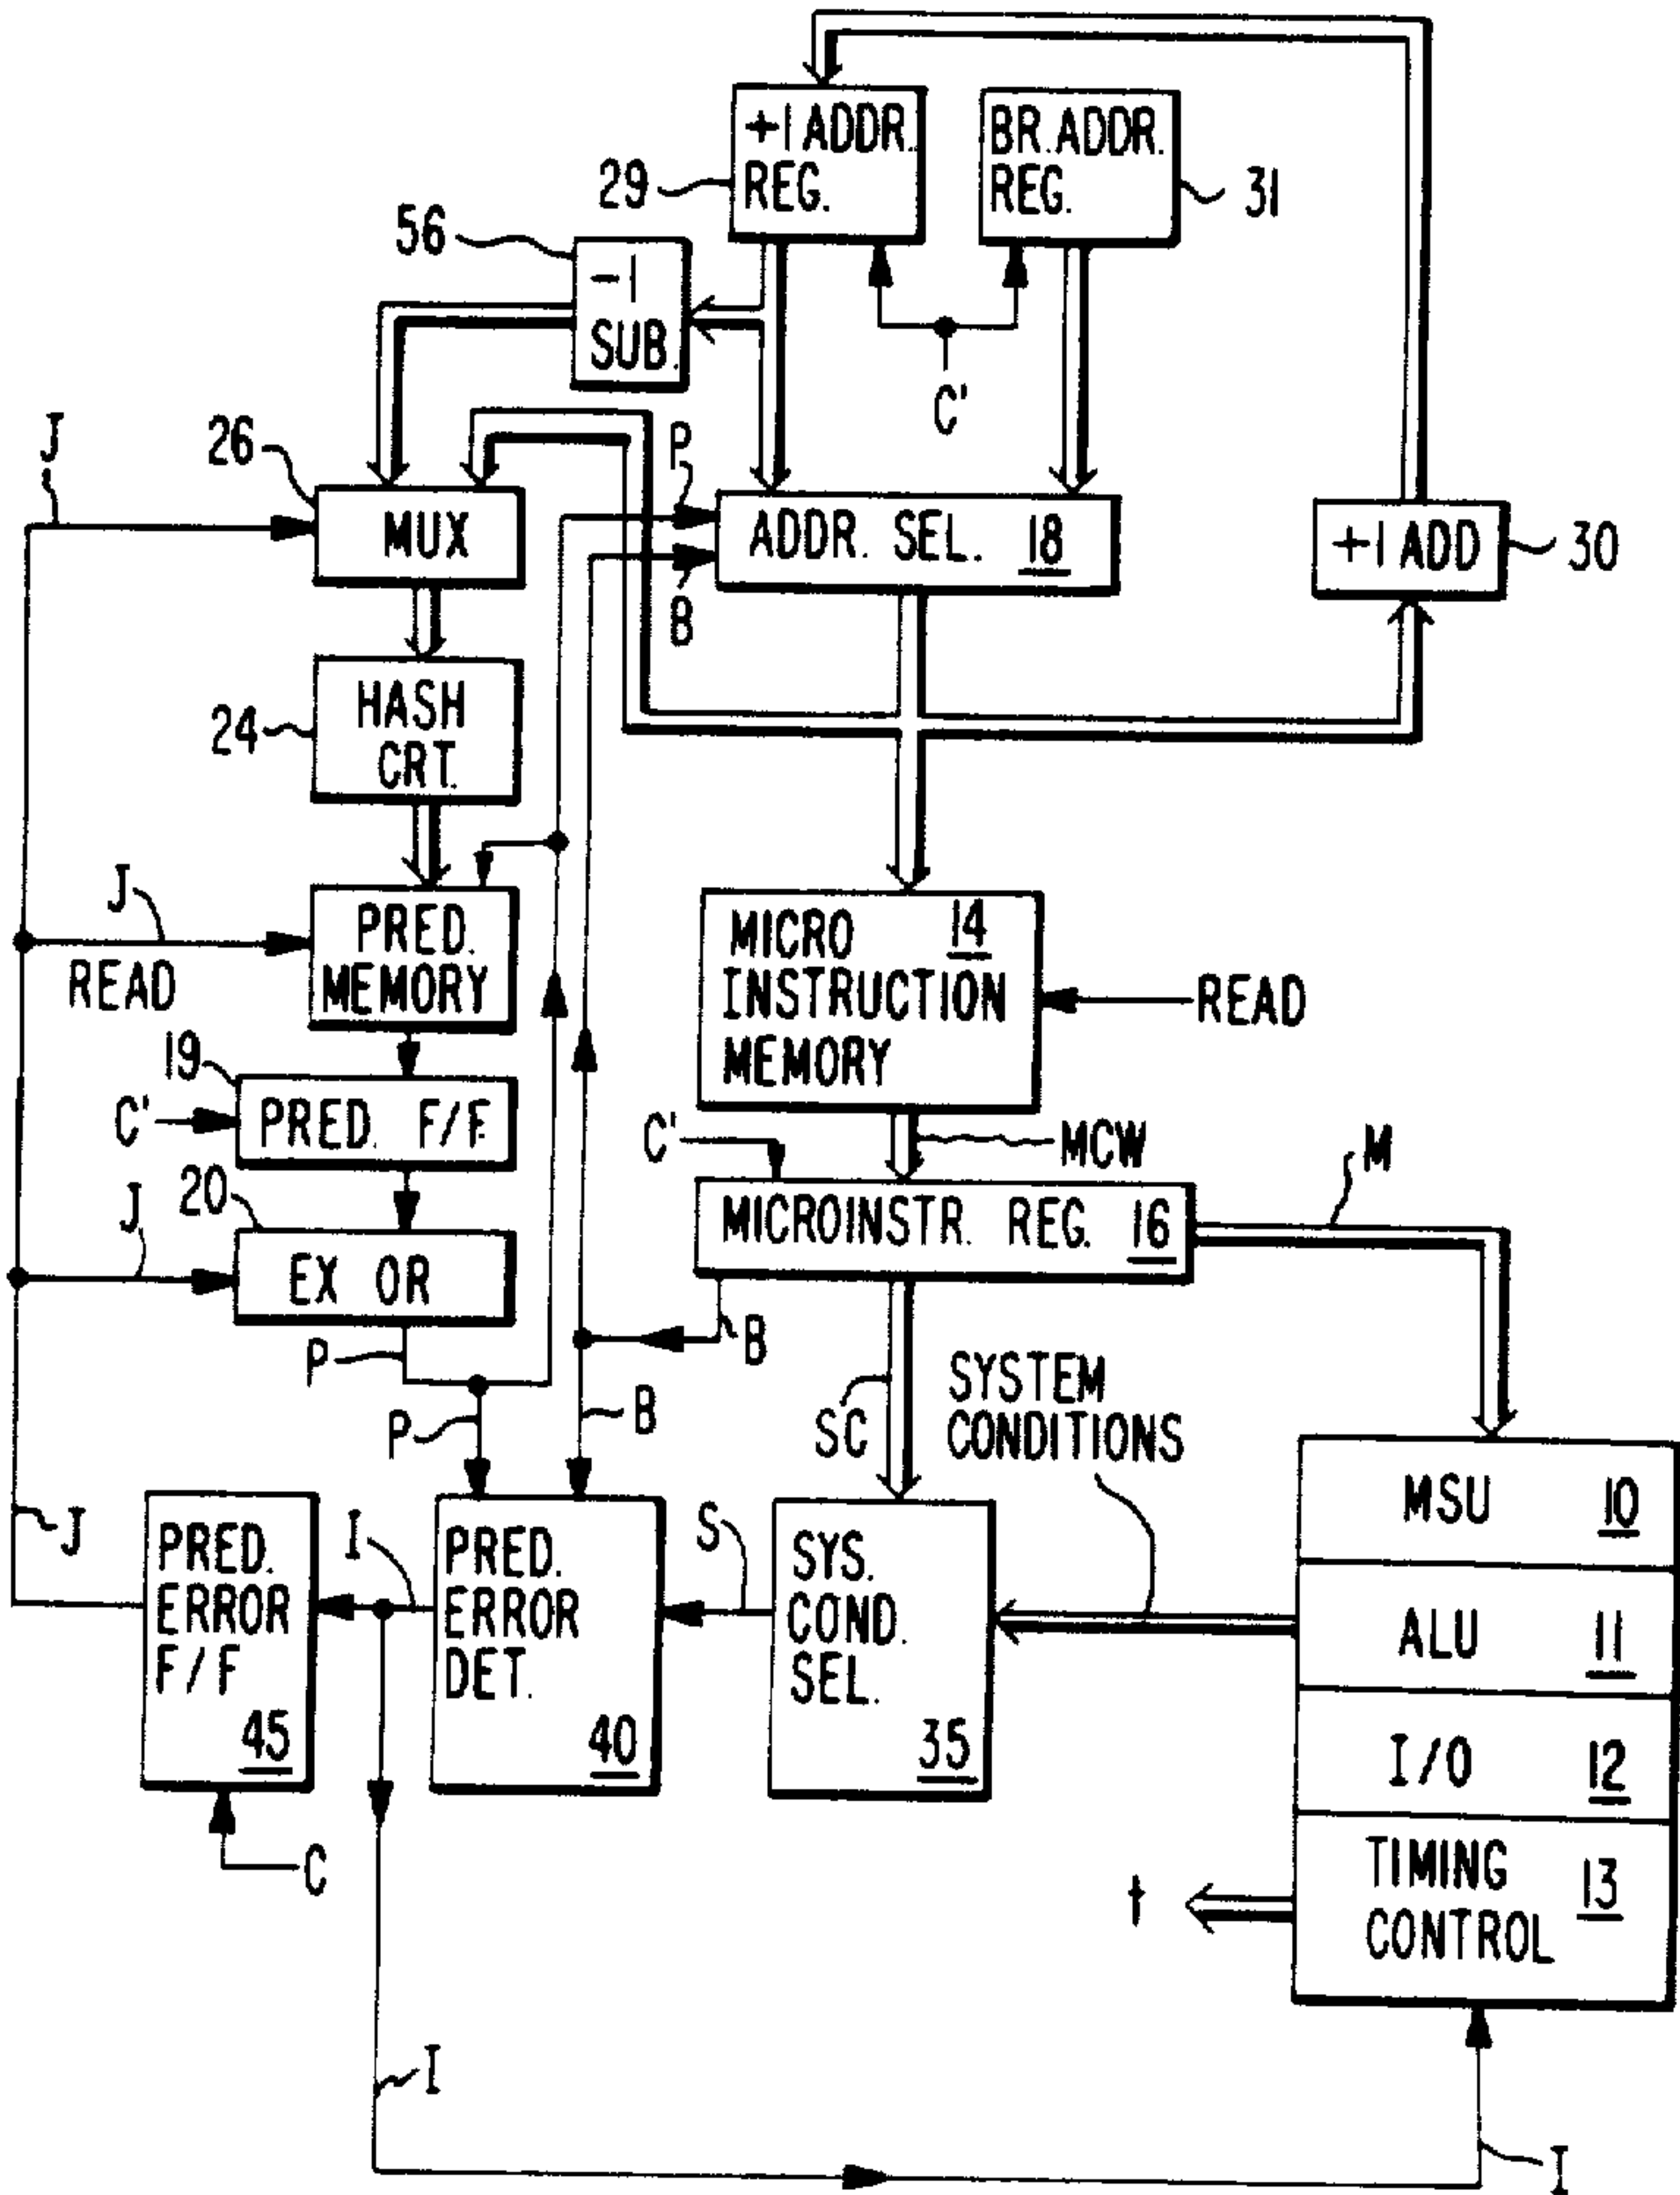 +1 ADDR.
REG.
29
BR. ADDR.
REG.
31
56
-1
SUB.
C'
J
26
MUX
P
B
ADDR. SEL. 18
+1 ADD
30
24
HASH
CRT.
J
READ
PRED.
MEMORY
MICRO 14
INSTRUCTION
MEMORY
READ
19
C'
PRED. F/F
C'
MCW
M
J
20
EX OR
MICROINSTR. REG. 16
P
B
P
B
SC
SYSTEM
CONDITIONS
J
PRED.
ERROR
F/F
45
I
PRED.
ERROR
DET.
40
S
SYS.
COND.
SEL.
35
MSU 10
ALU 11
I/O 12
TIMING
CONTROL 13
C
t
I
I